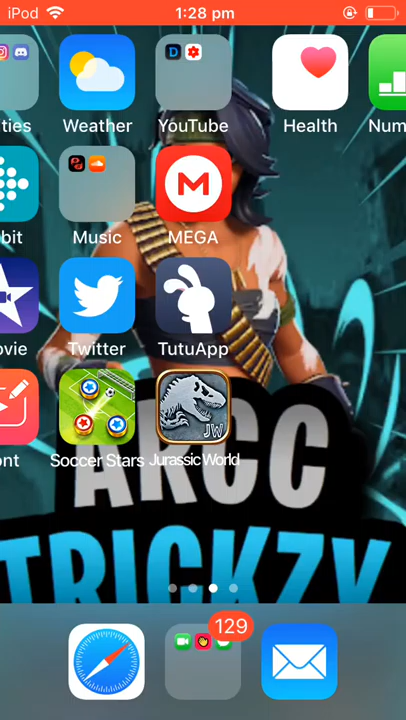 iPod 1:28 pm
ties Weather YouTube Health Num
bit Music MEGA
ovie Twitter TutuApp
JW
ont Soccer Stars Jurassic World
ARCC
TRICKZY
129